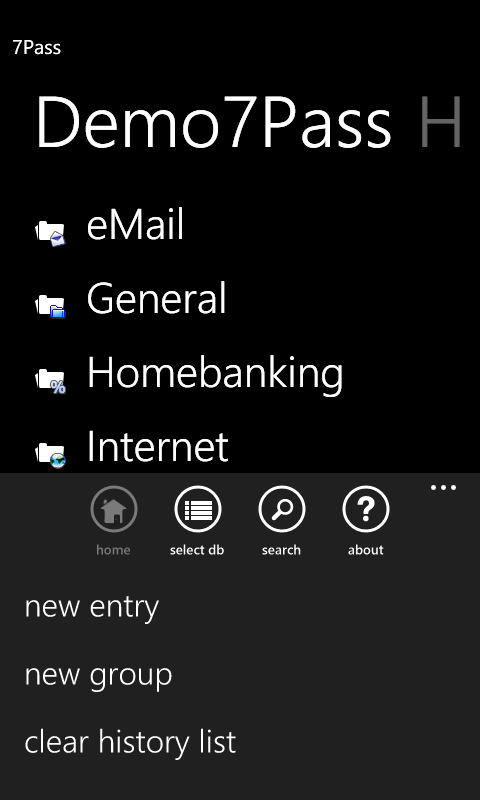 7Pass
Demo7Pass H
eMail
General
Homebanking
Internet
home select db search about
new entry
new group
clear history list